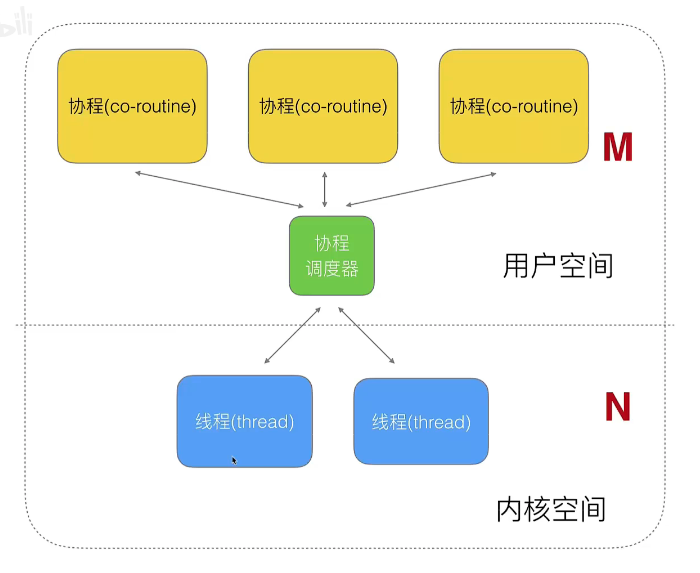 协程(co-routine)
协程(co-routine)
协程(co-routine)
M
协程
调度器
用户空间
线程(thread)
线程(thread)
N
内核空间